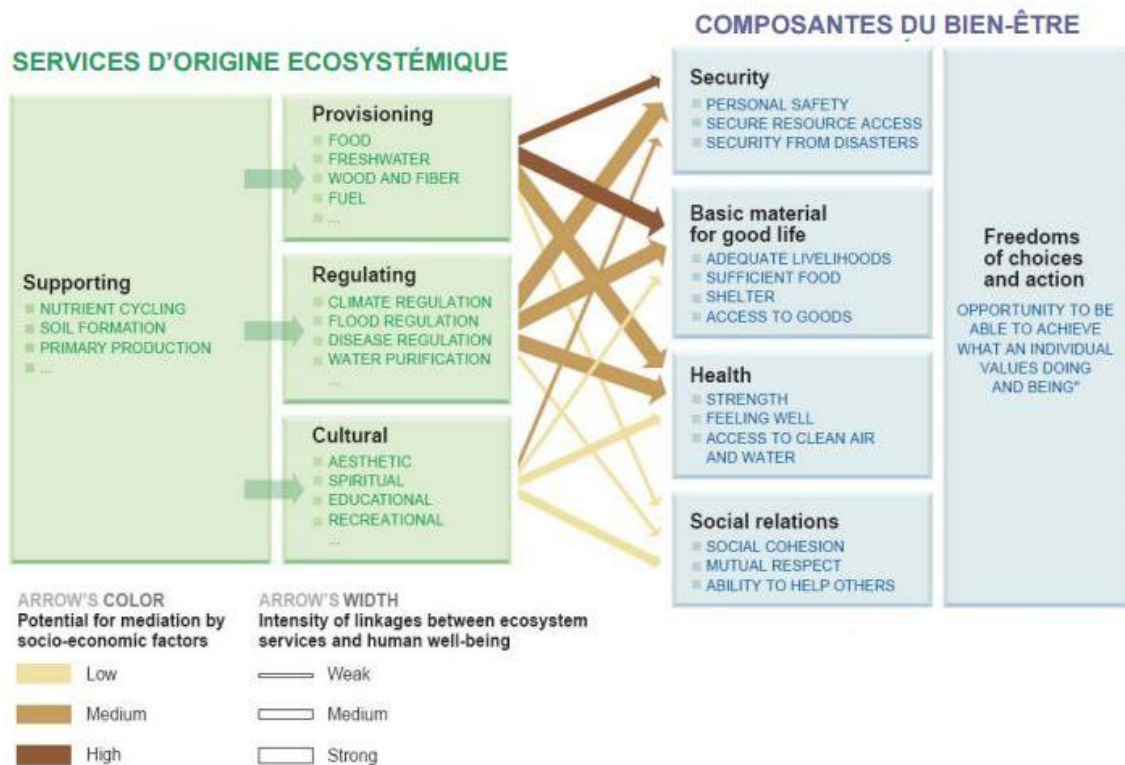 COMPOSANTES DU BIEN-ÊTRE
SERVICES D'ORIGINE ECOSYSTÉMIQUE
Supporting
NUTRIENT CYCLING
SOIL FORMATION
PRIMARY PRODUCTION
...
Provisioning
FOOD
FRESHWATER
WOOD AND FIBER
FUEL
...
Regulating
CLIMATE REGULATION
FLOOD REGULATION
DISEASE REGULATION
WATER PURIFICATION
...
Cultural
AESTHETIC
SPIRITUAL
EDUCATIONAL
RECREATIONAL
...
Security
PERSONAL SAFETY
SECURE RESOURCE ACCESS
SECURITY FROM DISASTERS
Basic material
for good life
ADEQUATE LIVELIHOODS
SUFFICIENT FOOD
SHELTER
ACCESS TO GOODS
Health
STRENGTH
FEELING WELL
ACCESS TO CLEAN AIR
AND WATER
Social relations
SOCIAL COHESION
MUTUAL RESPECT
ABILITY TO HELP OTHERS
Freedoms
of choices
and action
OPPORTUNITY TO BE
ABLE TO ACHIEVE
WHAT AN INDIVIDUAL
VALUES DOING
AND BEING"
ARROW'S COLOR
Potential for mediation by
socio-economic factors
Low
Medium
High
ARROW'S WIDTH
Intensity of linkages between ecosystem
services and human well-being
Weak
Medium
Strong